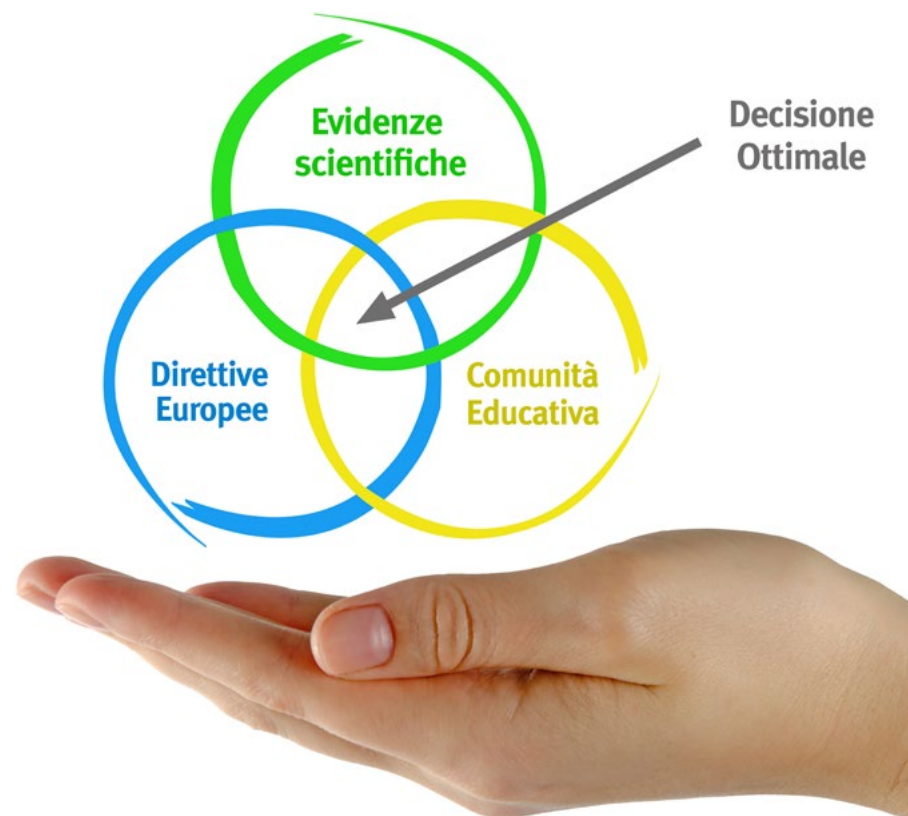 Evidenze
scientifiche
Decisione
Ottimale
Direttive
Europee
Comunità
Educativa